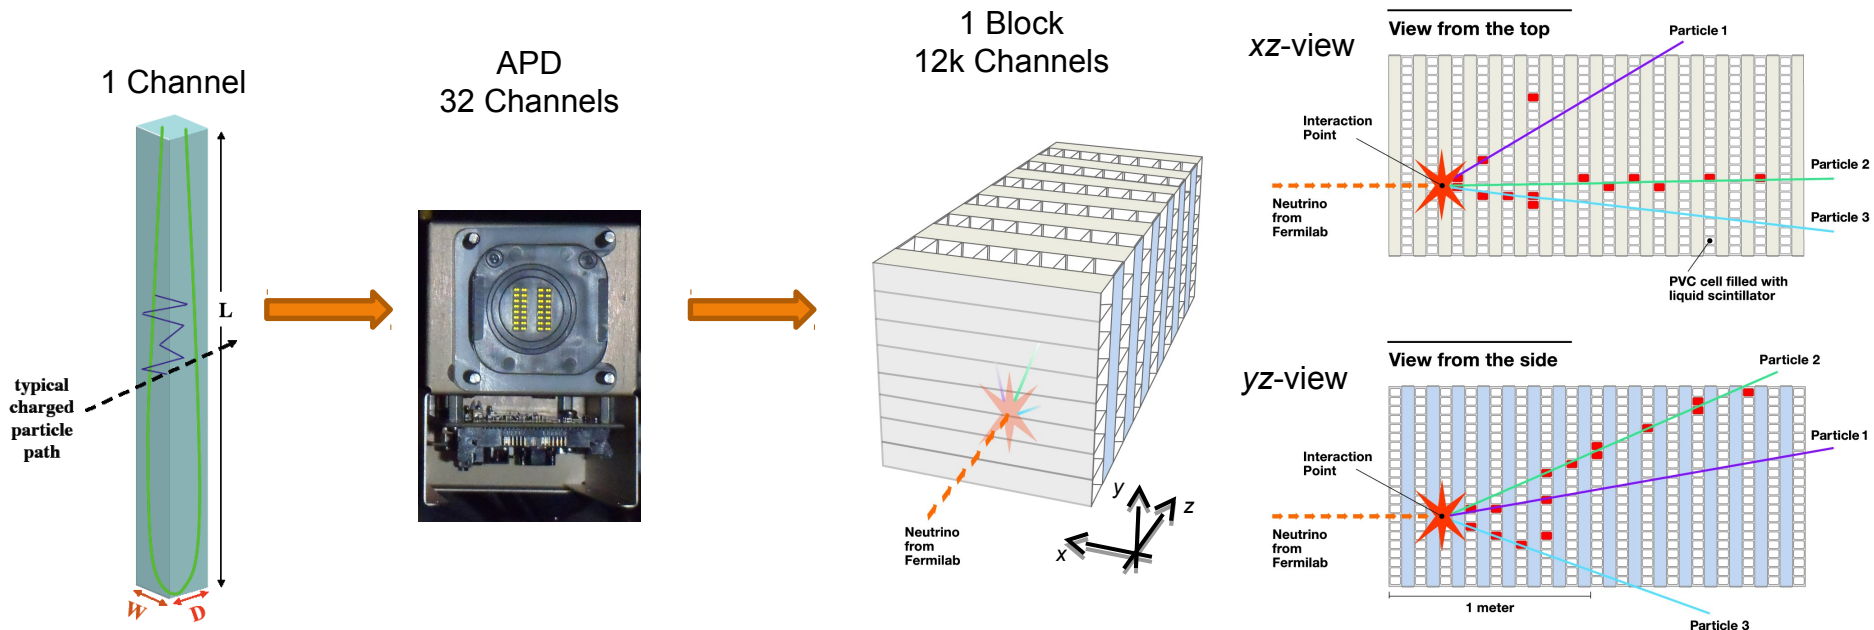 1 Channel
L
typical
charged
particle
path
W
D
APD
32 Channels
1 Block
12k Channels
Neutrino
from
Fermilab
y
z
x
xz-view
View from the top
Particle 1
Interaction
Point
Particle 2
Neutrino
from
Fermilab
Particle 3
PVC cell filled with
liquid scintillator
yz-view
View from the side
Particle 2
Particle 1
Interaction
Point
Neutrino
from
Fermilab
1 meter
Particle 3